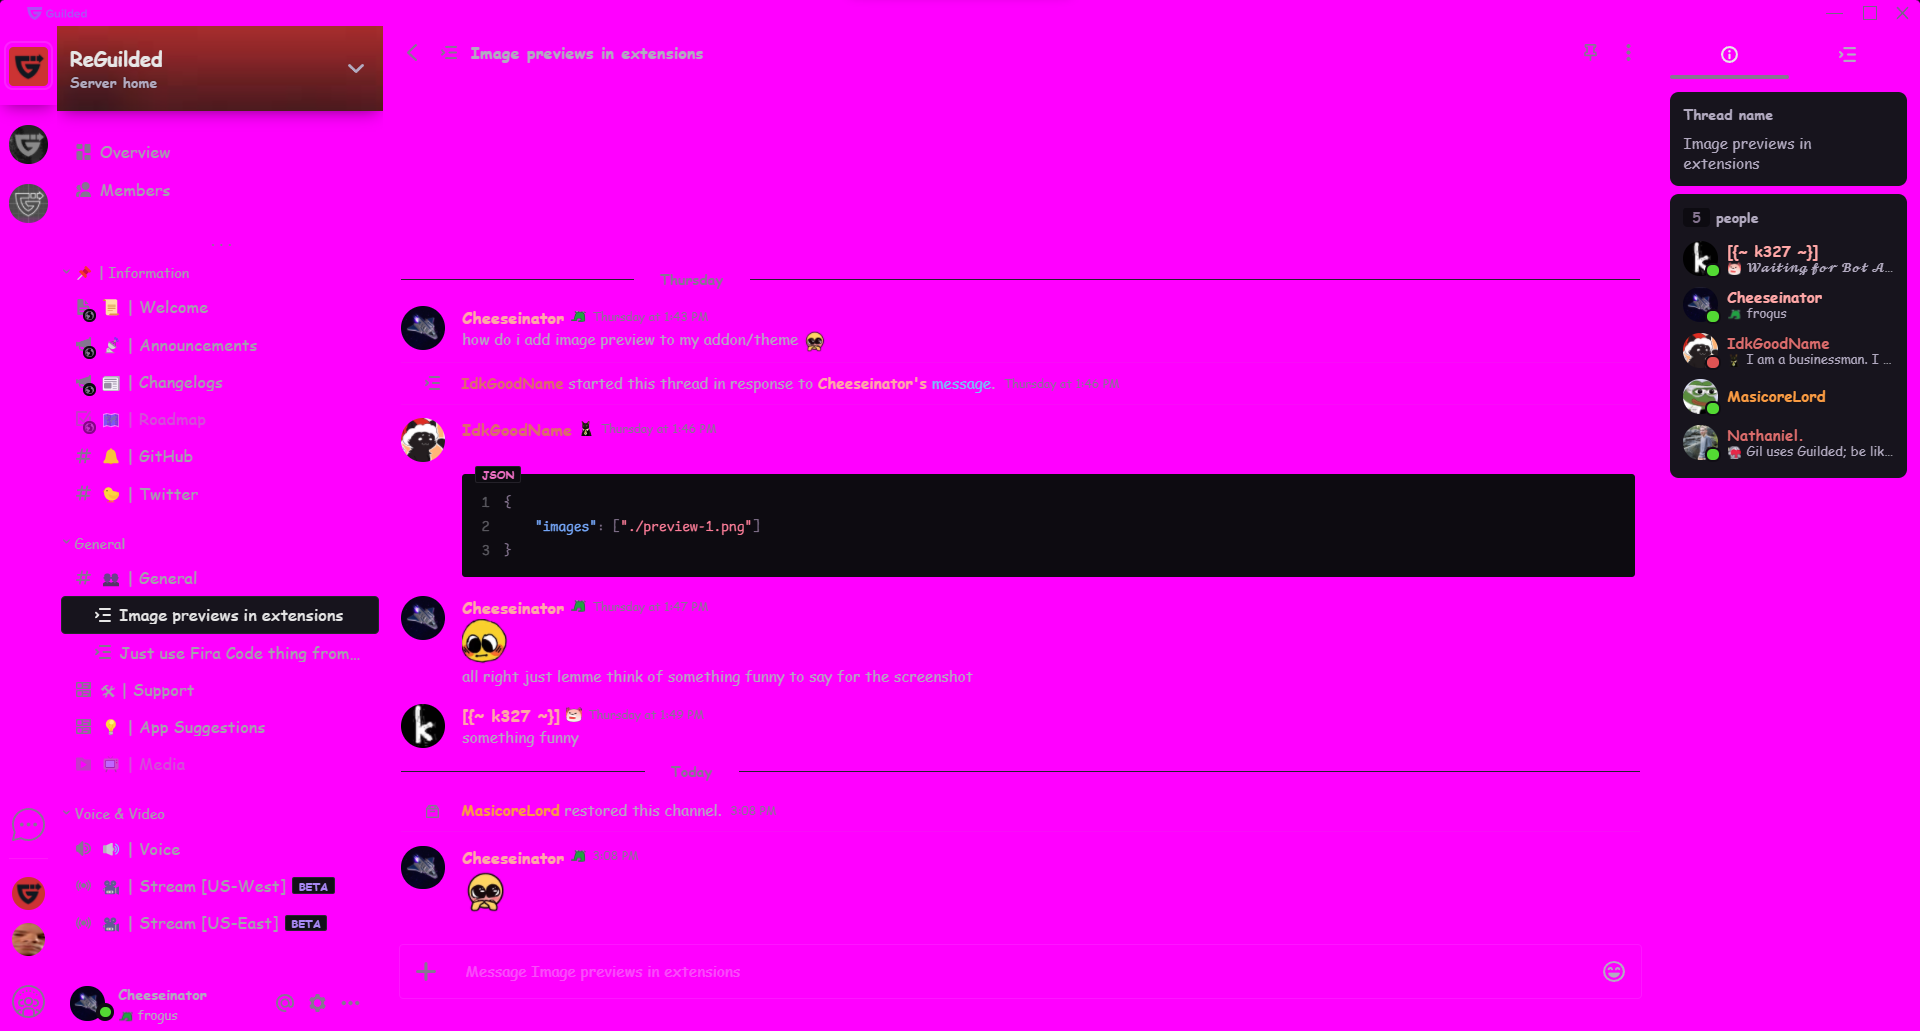 Guilded
ReGuilded
Server home
Overview
Members
| Information
| Welcome
| Announcements
| Changelogs
| Roadmap
| GitHub
| Twitter
General
| General
Image previews in extensions
Just use Fira Code thing from...
| Support
| App Suggestions
| Media
Voice & Video
| Voice
| Stream [US-West] BETA
| Stream [US-East] BETA
Cheeseinator
frogus
Image previews in extensions
Thursday
Cheeseinator Thursday at 1:43 PM
how do i add image preview to my addon/theme
IdkGoodName started this thread in response to Cheeseinator's message. Thursday at 1:46 PM
IdkGoodName Thursday at 1:46 PM
JSON
1 {
2 "images": ["./preview-1.png"]
3 }
Cheeseinator Thursday at 1:47 PM
all right just lemme think of something funny to say for the screenshot
k
[{~ k327 ~}] Thursday at 1:49 PM
something funny
Today
MasicoreLord restored this channel. 3:08 PM
Cheeseinator 3:08 PM
Message Image previews in extensions
Thread name
Image previews in
extensions
5 people
k
[{~ k327 ~}]
Waiting for Bot A...
Cheeseinator
frogus
IdkGoodName
I am a businessman. I ...
MasicoreLord
Nathaniel.
Gil uses Guilded; be lik...